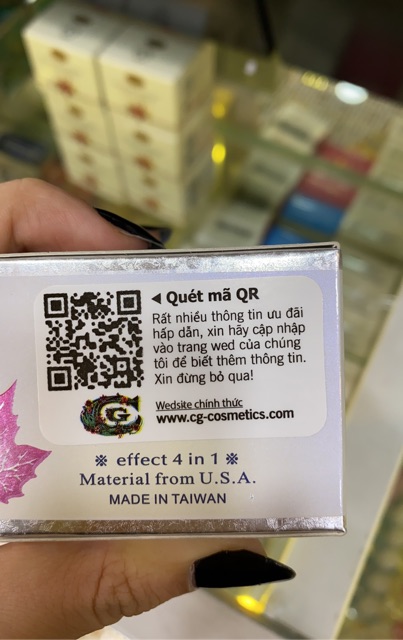 ◄ Quét mã QR
Rất nhiều thông tin ưu đãi
hấp dẫn, xin hãy cập nhập
vào trang wed của chúng
tôi để biết thêm thông tin.
Xin đừng bỏ qua!
CG
Wedsite chính thức
www.cg-cosmetics.com
※ effect 4 in 1 ※
Material from U.S.A.
MADE IN TAIWAN